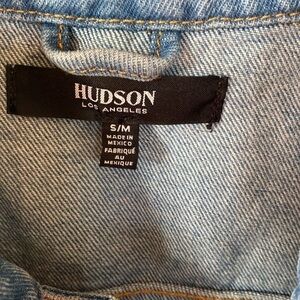 HUDSON
LOS ANGELES
S/M
MADE IN
MEXICO
FABRIQUÉ
AU
MEXIQUE